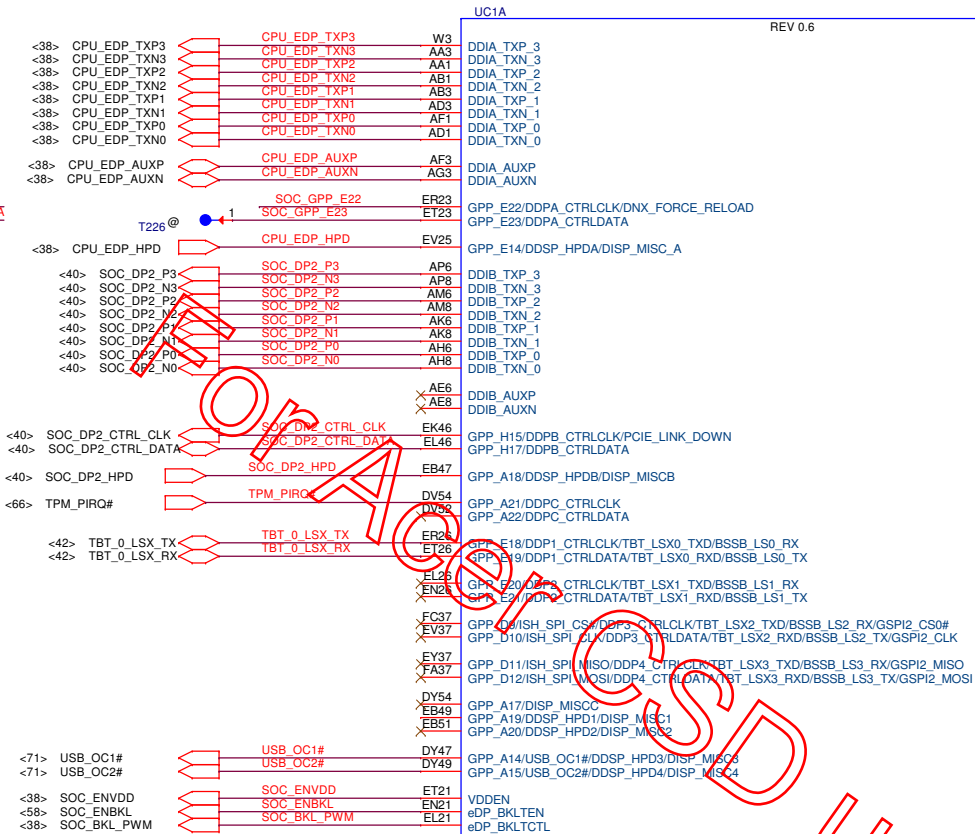 UC1A
REV 0.6
<38> CPU_EDP_TXP3 CPU_EDP_TXP3 W3 DDIA_TXP_3
<38> CPU_EDP_TXN3 CPU_EDP_TXN3 AA3 DDIA_TXN_3
<38> CPU_EDP_TXP2 CPU_EDP_TXP2 AA1 DDIA_TXP_2
<38> CPU_EDP_TXN2 CPU_EDP_TXN2 AB1 DDIA_TXN_2
<38> CPU_EDP_TXP1 CPU_EDP_TXP1 AB3 DDIA_TXP_1
<38> CPU_EDP_TXN1 CPU_EDP_TXN1 AD3 DDIA_TXN_1
<38> CPU_EDP_TXP0 CPU_EDP_TXP0 AF1 DDIA_TXP_0
<38> CPU_EDP_TXN0 CPU_EDP_TXN0 AD1 DDIA_TXN_0
<38> CPU_EDP_AUXP CPU_EDP_AUXP AF3 DDIA_AUXP
<38> CPU_EDP_AUXN CPU_EDP_AUXN AG3 DDIA_AUXN
SOC_GPP_E22 ER23 GPP_E22/DDPA_CTRLCLK/DNX_FORCE_RELOAD
T226 @ 1 SOC_GPP_E23 ET23 GPP_E23/DDPA_CTRLDATA
<38> CPU_EDP_HPD CPU_EDP_HPD EV25 GPP_E14/DDSP_HPDA/DISP_MISC_A
<40> SOC_DP2_P3 SOC_DP2_P3 AP6 DDIB_TXP_3
<40> SOC_DP2_N3 SOC_DP2_N3 AP8 DDIB_TXN_3
<40> SOC_DP2_P2 SOC_DP2_P2 AM6 DDIB_TXP_2
<40> SOC_DP2_N2 SOC_DP2_N2 AM8 DDIB_TXN_2
<40> SOC_DP2_P1 SOC_DP2_P1 AK6 DDIB_TXP_1
<40> SOC_DP2_N1 SOC_DP2_N1 AK8 DDIB_TXN_1
<40> SOC_DP2_P0 SOC_DP2_P0 AH6 DDIB_TXP_0
<40> SOC_DP2_N0 SOC_DP2_N0 AH8 DDIB_TXN_0
AE6 DDIB_AUXP
AE8 DDIB_AUXN
<40> SOC_DP2_CTRL_CLK SOC_DP2_CTRL_CLK EK46 GPP_H15/DDPB_CTRLCLK/PCIE_LINK_DOWN
<40> SOC_DP2_CTRL_DATA SOC_DP2_CTRL_DATA EL46 GPP_H17/DDPB_CTRLDATA
<40> SOC_DP2_HPD SOC_DP2_HPD EB47 GPP_A18/DDSP_HPDB/DISP_MISCB
<66> TPM_PIRQ# TPM_PIRQ# DV54 GPP_A21/DDPC_CTRLCLK
DV52 GPP_A22/DDPC_CTRLDATA
<42> TBT_0_LSX_TX TBT_0_LSX_TX ER26 GPP_E18/DDP1_CTRLCLK/TBT_LSX0_TXD/BSSB_LS0_RX
<42> TBT_0_LSX_RX TBT_0_LSX_RX ET26 GPP_E19/DDP1_CTRLDATA/TBT_LSX0_RXD/BSSB_LS0_TX
EL26 GPP_E20/DDP2_CTRLCLK/TBT_LSX1_TXD/BSSB_LS1_RX
EN26 GPP_E21/DDP2_CTRLDATA/TBT_LSX1_RXD/BSSB_LS1_TX
FC37 GPP_D9/ISH_SPI_CS#/DDP3_CTRLCLK/TBT_LSX2_TXD/BSSB_LS2_RX/GSPI2_CS0#
EV37 GPP_D10/ISH_SPI_CLK/DDP3_CTRLDATA/TBT_LSX2_RXD/BSSB_LS2_TX/GSPI2_CLK
EY37 GPP_D11/ISH_SPI_MISO/DDP4_CTRLCLK/TBT_LSX3_TXD/BSSB_LS3_RX/GSPI2_MISO
FA37 GPP_D12/ISH_SPI_MOSI/DDP4_CTRLDATA/TBT_LSX3_RXD/BSSB_LS3_TX/GSPI2_MOSI
DY54 GPP_A17/DISP_MISCC
EB49 GPP_A19/DDSP_HPD1/DISP_MISC1
EB51 GPP_A20/DDSP_HPD2/DISP_MISC2
<71> USB_OC1# USB_OC1# DY47 GPP_A14/USB_OC1#/DDSP_HPD3/DISP_MISC3
<71> USB_OC2# USB_OC2# DY49 GPP_A15/USB_OC2#/DDSP_HPD4/DISP_MISC4
<38> SOC_ENVDD SOC_ENVDD ET21 VDDEN
<58> SOC_ENBKL SOC_ENBKL EN21 eDP_BKLTEN
<38> SOC_BKL_PWM SOC_BKL_PWM EL21 eDP_BKLTCTL
For Acer CSD